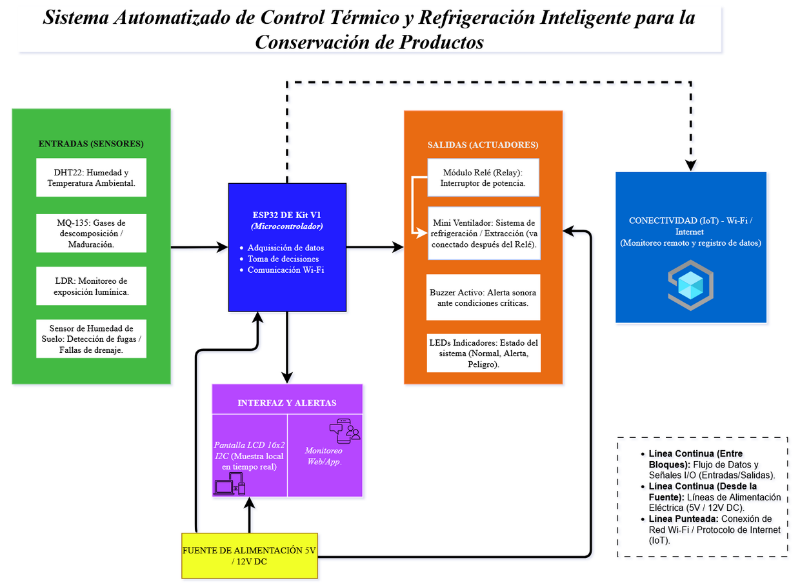 Sistema Automatizado de Control Térmico y Refrigeración Inteligente para la
Conservación de Productos
ENTRADAS (SENSORES)
DHT22: Humedad y
Temperatura Ambiental.
MQ-135: Gases de
descomposición /
Maduración.
LDR: Monitoreo de
exposición lumínica.
Sensor de Humedad de
Suelo: Detección de fugas /
Fallas de drenaje.
ESP32 DE Kit V1
(Microcontrolador)
Adquisición de datos
Toma de decisiones
Comunicación Wi-Fi
SALIDAS (ACTUADORES)
Módulo Relé (Relay):
Interruptor de potencia.
Mini Ventilador: Sistema de
refrigeración / Extracción (va
conectado después del Relé).
Buzzer Activo: Alerta sonora
ante condiciones críticas.
LEDs Indicadores: Estado del
sistema (Normal, Alerta,
Peligro).
CONECTIVIDAD (IoT) - Wi-Fi /
Internet
(Monitoreo remoto y registro de datos)
INTERFAZ Y ALERTAS
Pantalla LCD 16x2
I2C (Muestra local
en tiempo real)
Monitoreo
Web/App.
FUENTE DE ALIMENTACIÓN 5V
/ 12V DC
Linea Continua (Entre
Bloques): Flujo de Datos y
Señales I/O (Entradas/Salidas).
Linea Continua (Desde la
Fuente): Líneas de Alimentación
Eléctrica (5V / 12V DC).
Linea Punteada: Conexión de
Red Wi-Fi / Protocolo de Internet
(IoT).